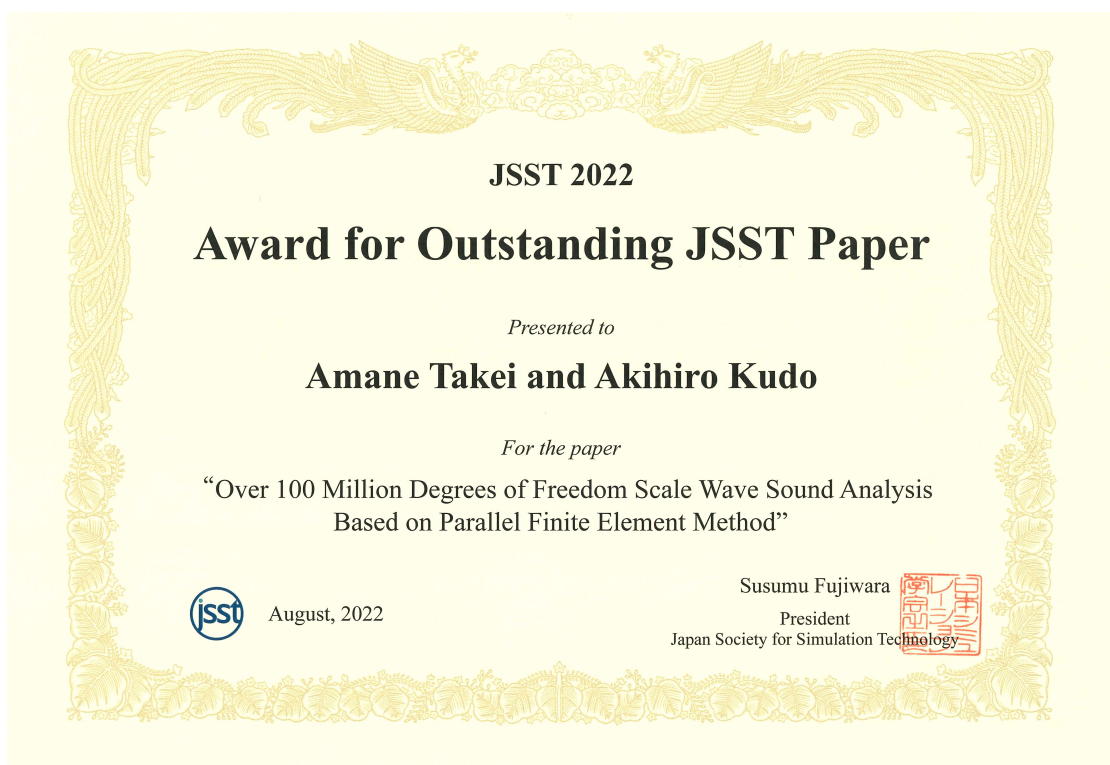 JSST 2022
Award for Outstanding JSST Paper
Presented to
Amane Takei and Akihiro Kudo
For the paper
“Over 100 Million Degrees of Freedom Scale Wave Sound Analysis
Based on Parallel Finite Element Method”
jsst
August, 2022
Susumu Fujiwara
President
Japan Society for Simulation Technology